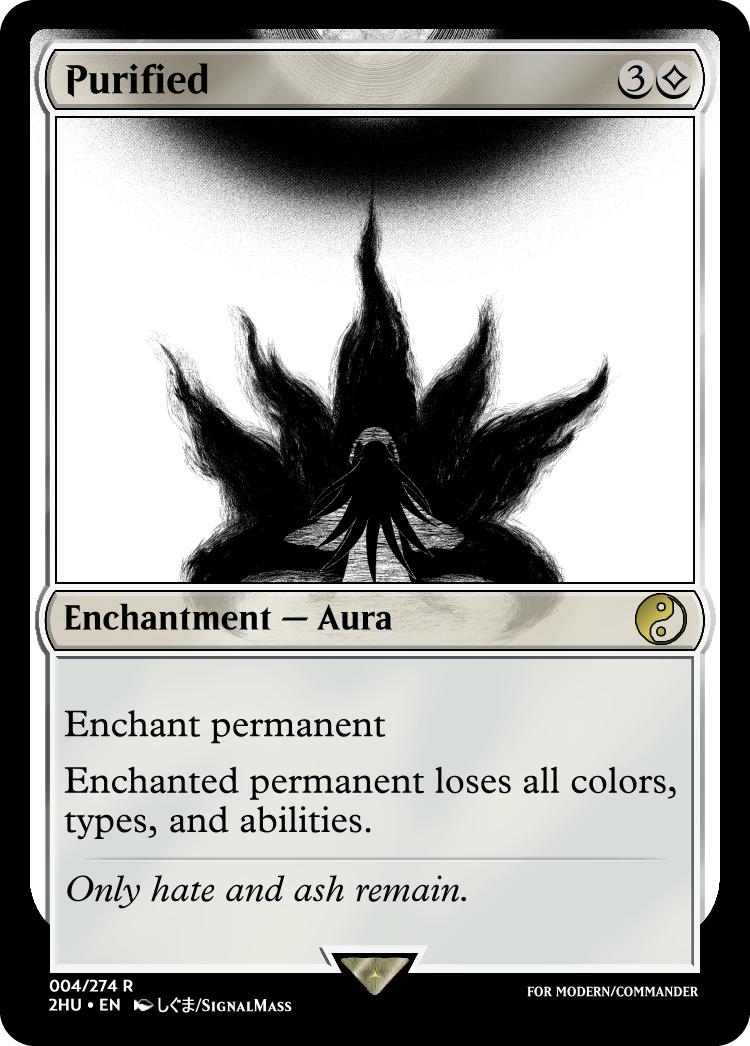 Purified 3
Enchantment — Aura
Enchant permanent
Enchanted permanent loses all colors,
types, and abilities.
Only hate and ash remain.
004/274 R
2HU • EN しぐま/SignalMass
FOR MODERN/COMMANDER